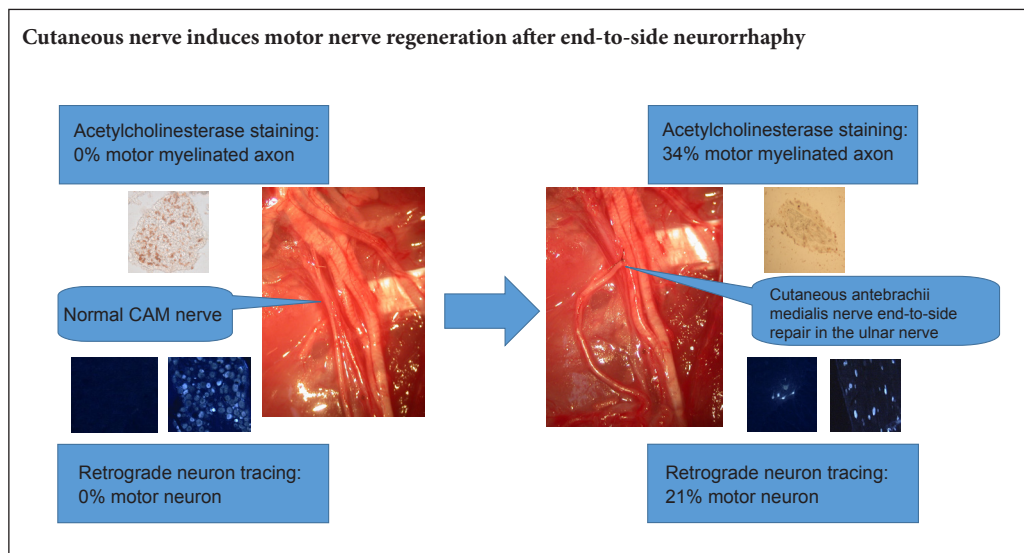 Cutaneous nerve induces motor nerve regeneration after end-to-side neurorrhaphy
Acetylcholinesterase staining:
0% motor myelinated axon
Normal CAM nerve
Retrograde neuron tracing:
0% motor neuron
Acetylcholinesterase staining:
34% motor myelinated axon
Cutaneous antebrachii
medialis nerve end-to-side
repair in the ulnar nerve
Retrograde neuron tracing:
21% motor neuron